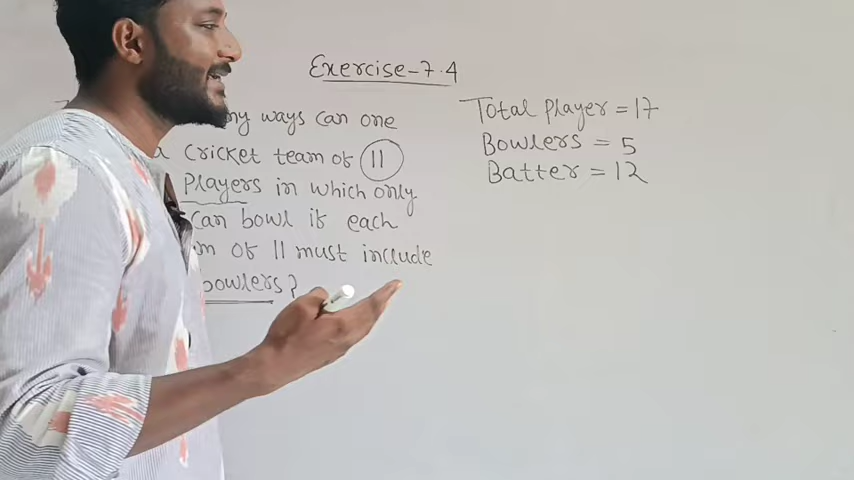 Exercise-7.4
ny ways can one
a cricket team of 11
Players in which only
can bowl if each
m of 11 must include
bowlers?
Total Player = 17
Bowlers = 5
Batter = 12